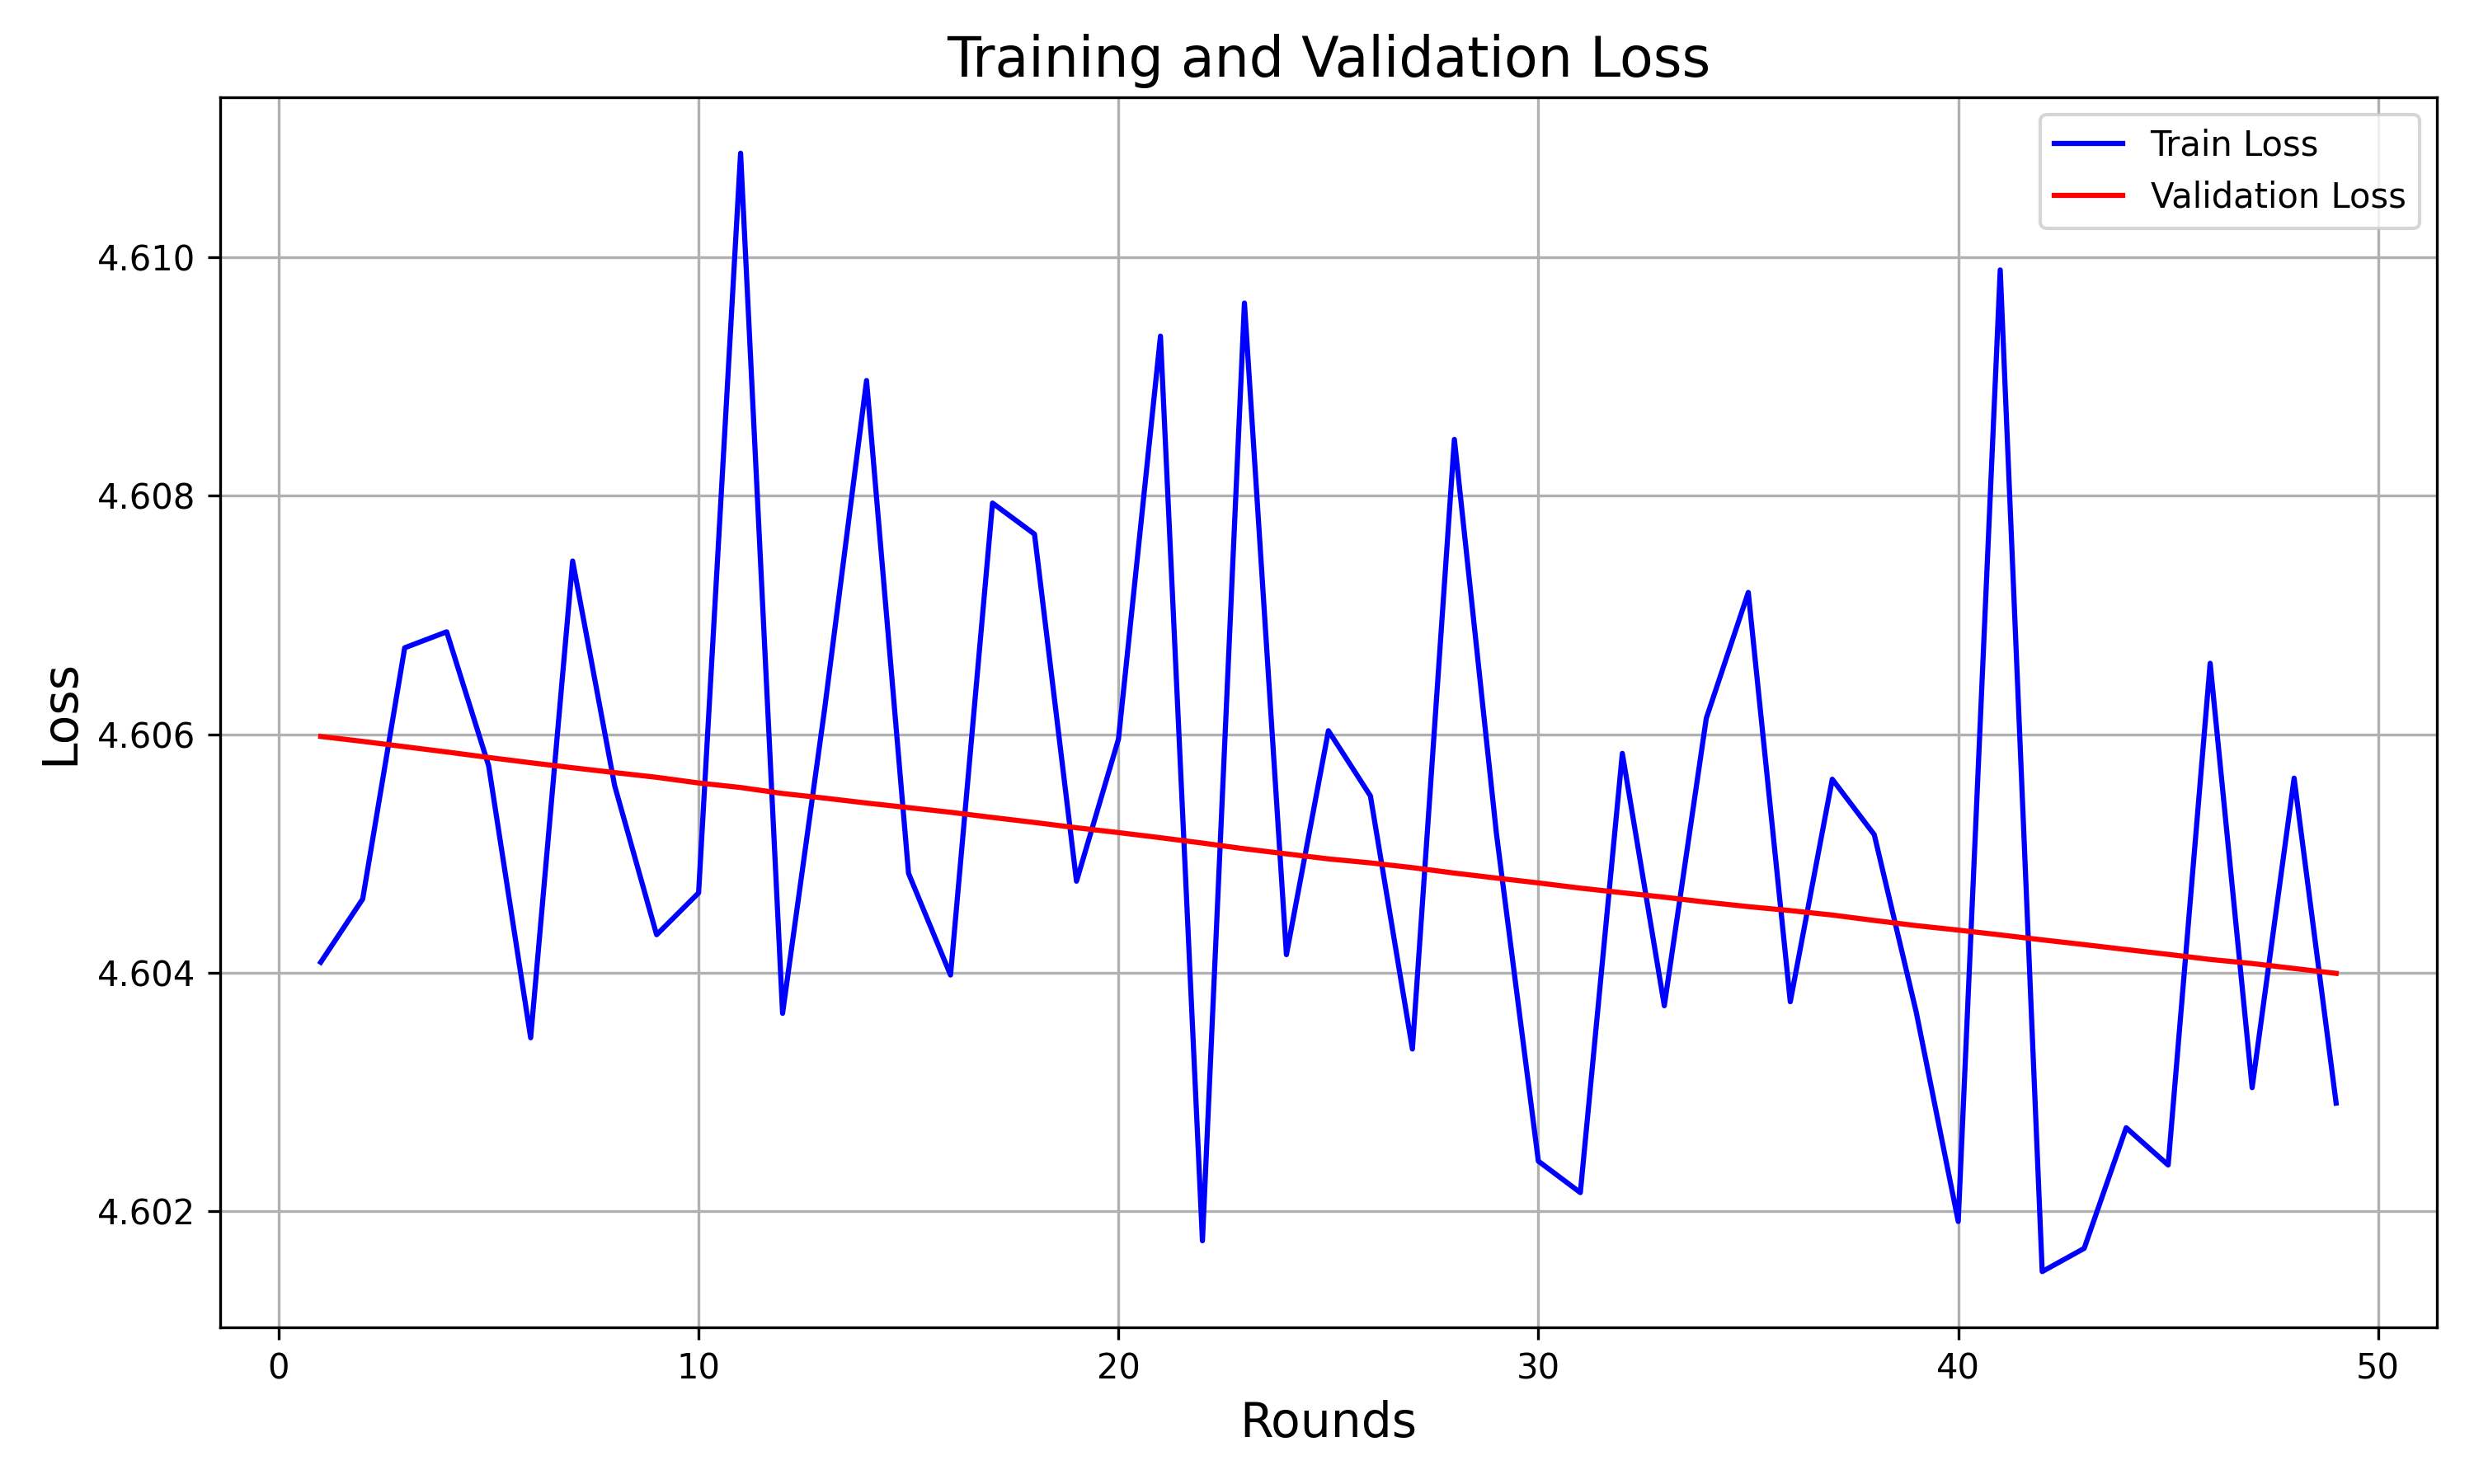 Training and Validation Loss
Train Loss
Validation Loss
4.610
4.608
4.606
4.604
4.602
Loss
0 10 20 30 40 50
Rounds